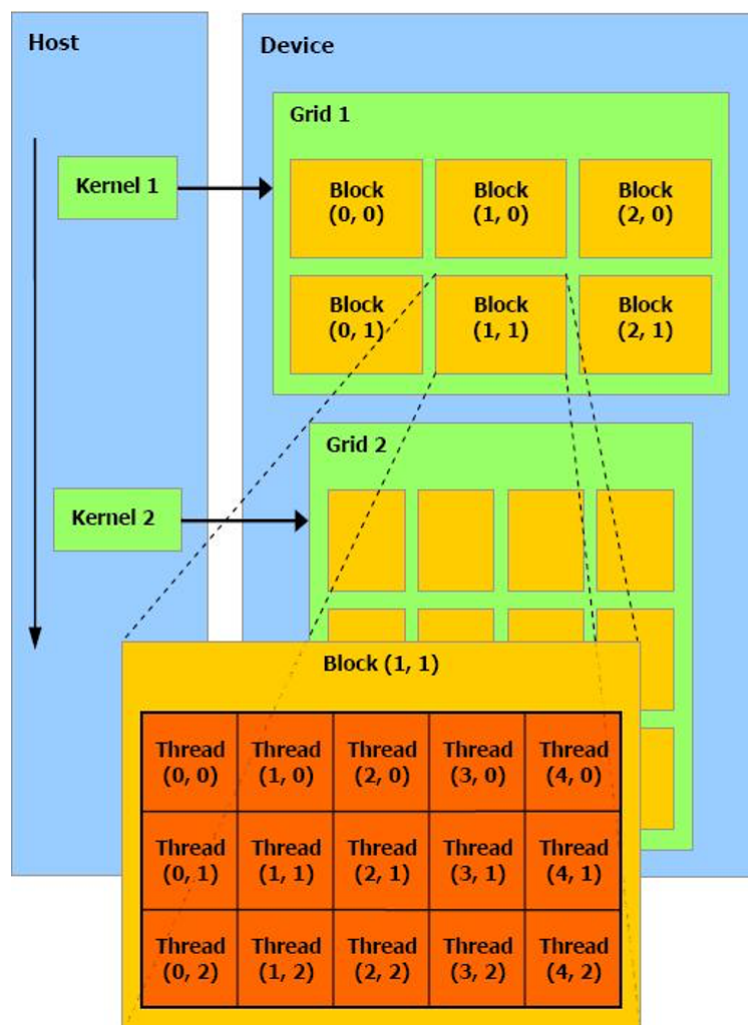 Host
Device
Grid 1
Kernel 1
Block
(0, 0)
Block
(1, 0)
Block
(2, 0)
Block
(0, 1)
Block
(1, 1)
Block
(2, 1)
Grid 2
Kernel 2
Block (1, 1)
Thread
(0, 0)
Thread
(1, 0)
Thread
(2, 0)
Thread
(3, 0)
Thread
(4, 0)
Thread
(0, 1)
Thread
(1, 1)
Thread
(2, 1)
Thread
(3, 1)
Thread
(4, 1)
Thread
(0, 2)
Thread
(1, 2)
Thread
(2, 2)
Thread
(3, 2)
Thread
(4, 2)